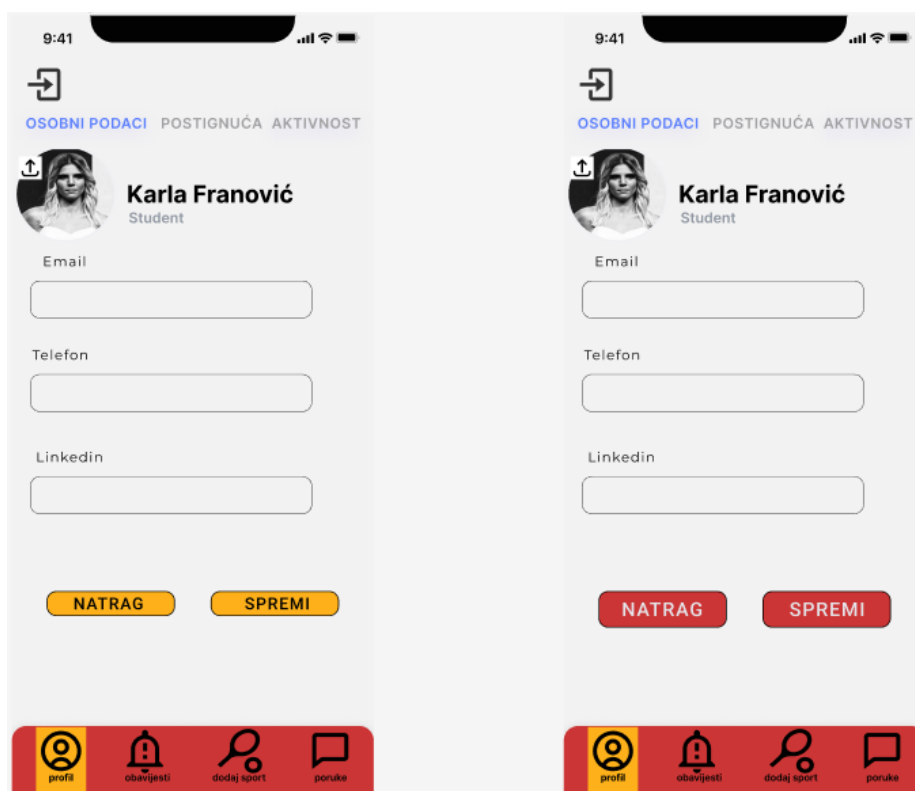 9:41
OSOBNI PODACI POSTIGNUĆA AKTIVNOST
Karla Franović
Student
Email
Telefon
Linkedin
NATRAG SPREMI
profil obavijesti dodaj sport poruke
9:41
OSOBNI PODACI POSTIGNUĆA AKTIVNOST
Karla Franović
Student
Email
Telefon
Linkedin
NATRAG SPREMI
profil obavijesti dodaj sport poruke